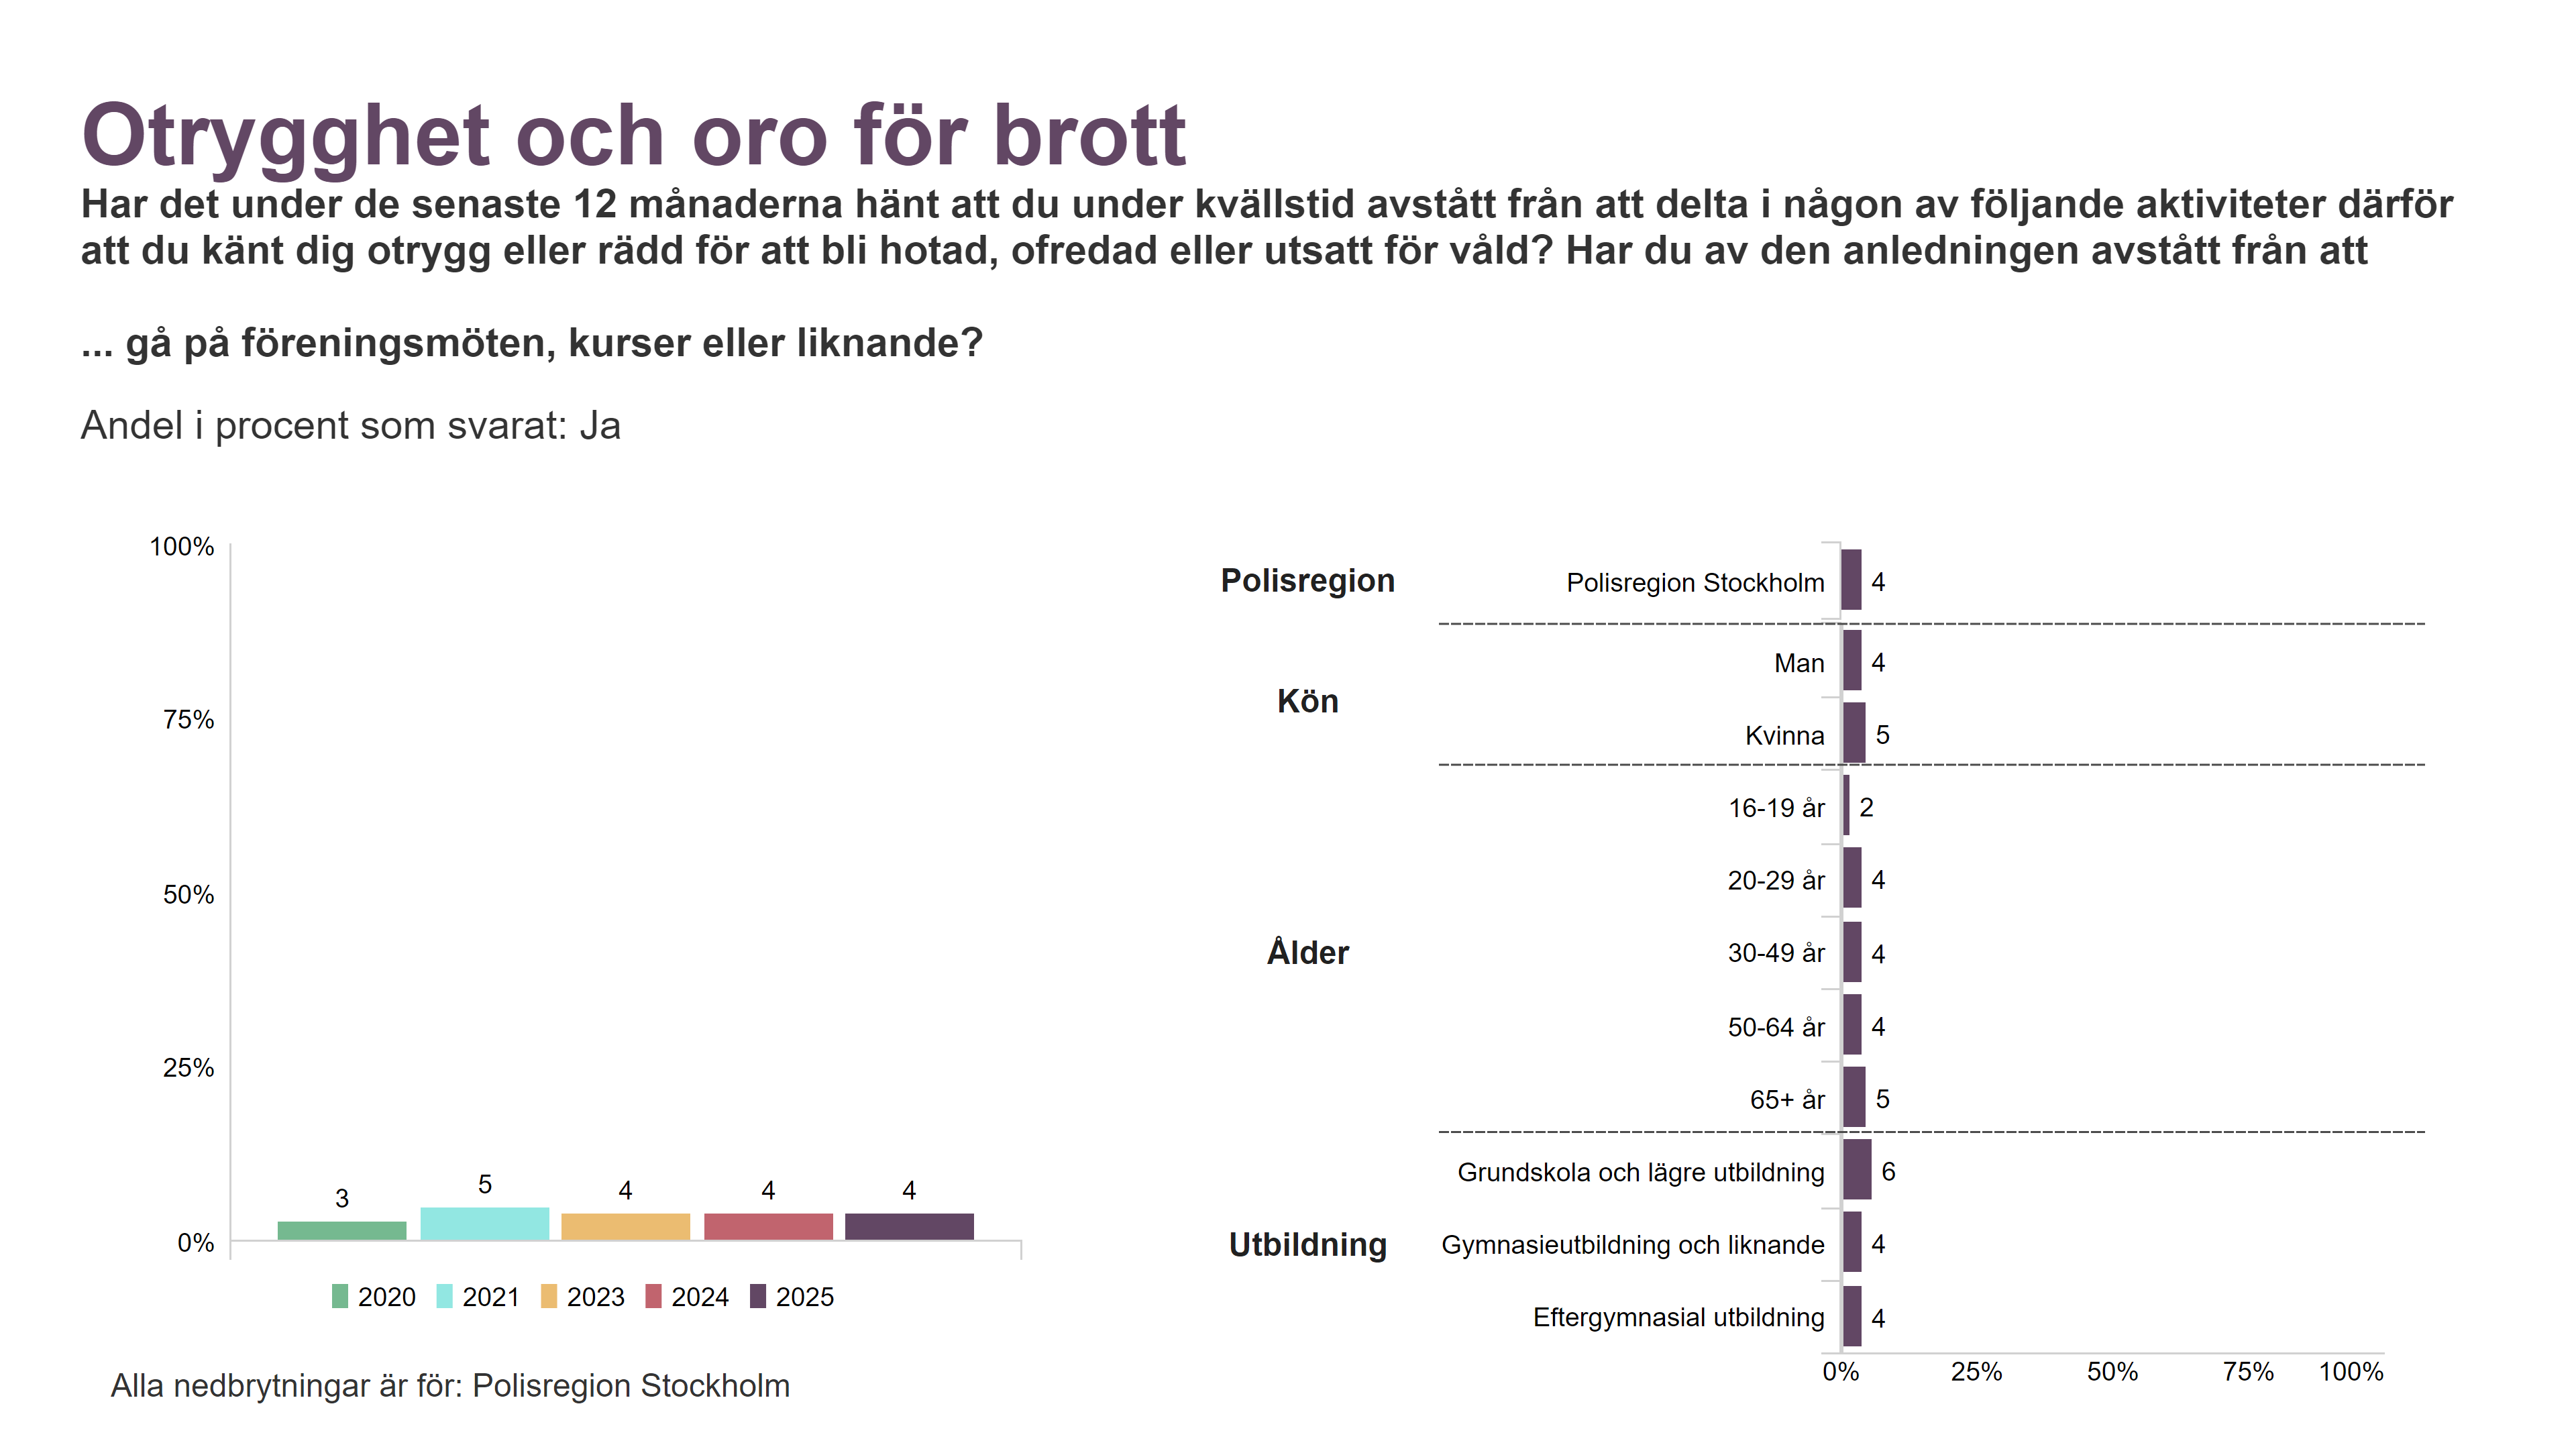 Otrygghet och oro för brott
Har det under de senaste 12 månaderna hänt att du under kvällstid avstått från att delta i någon av följande aktiviteter därför
att du känt dig otrygg eller rädd för att bli hotad, ofredad eller utsatt för våld? Har du av den anledningen avstått från att
... gå på föreningsmöten, kurser eller liknande?
Andel i procent som svarat: Ja
100%
75%
50%
25%
0%
3
5
4
4
4
2020 2021 2023 2024 2025
Alla nedbrytningar är för: Polisregion Stockholm
Polisregion
Polisregion Stockholm 4
Kön
Man 4
Kvinna 5
Ålder
16-19 år 2
20-29 år 4
30-49 år 4
50-64 år 4
65+ år 5
Utbildning
Grundskola och lägre utbildning 6
Gymnasieutbildning och liknande 4
Eftergymnasial utbildning 4
0% 25% 50% 75% 100%